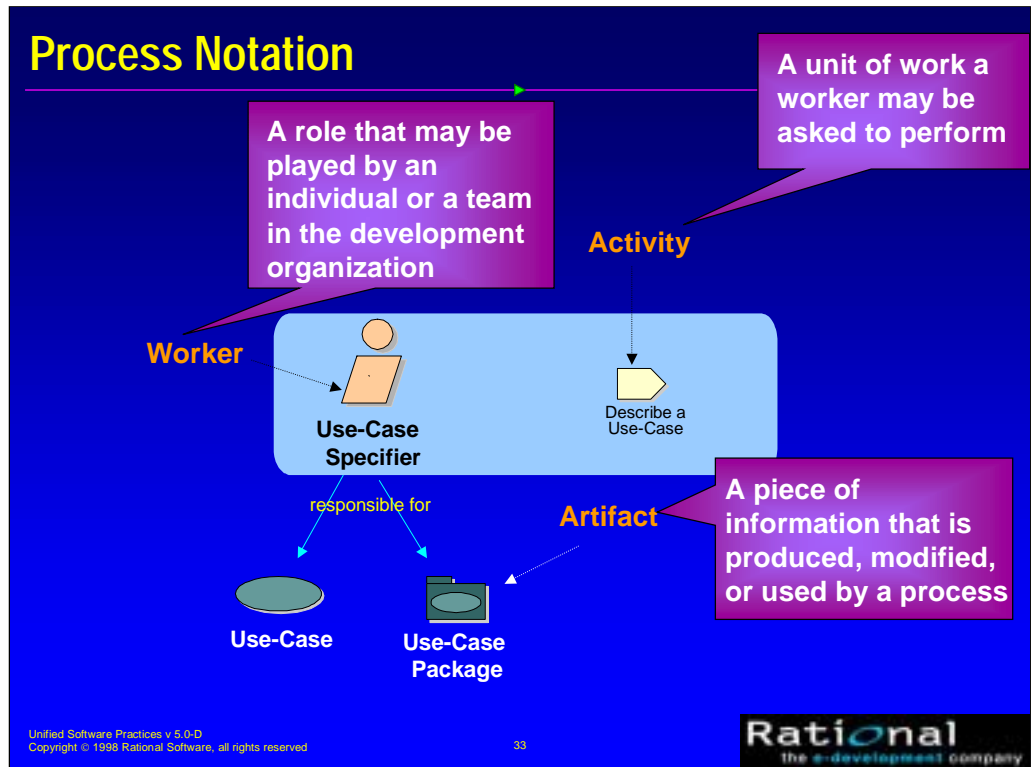 Process Notation
A unit of work a
worker may be
asked to perform
A role that may be
played by an
individual or a team
in the development
organization
Activity
Worker
Describe a
Use-Case
Use-Case
Specifier
responsible for
Artifact
A piece of
information that is
produced, modified,
or used by a process
Use-Case
Use-Case
Package
Unified Software Practices v 5.0-D
Copyright © 1998 Rational Software, all rights reserved
33
Rational
the e-development company